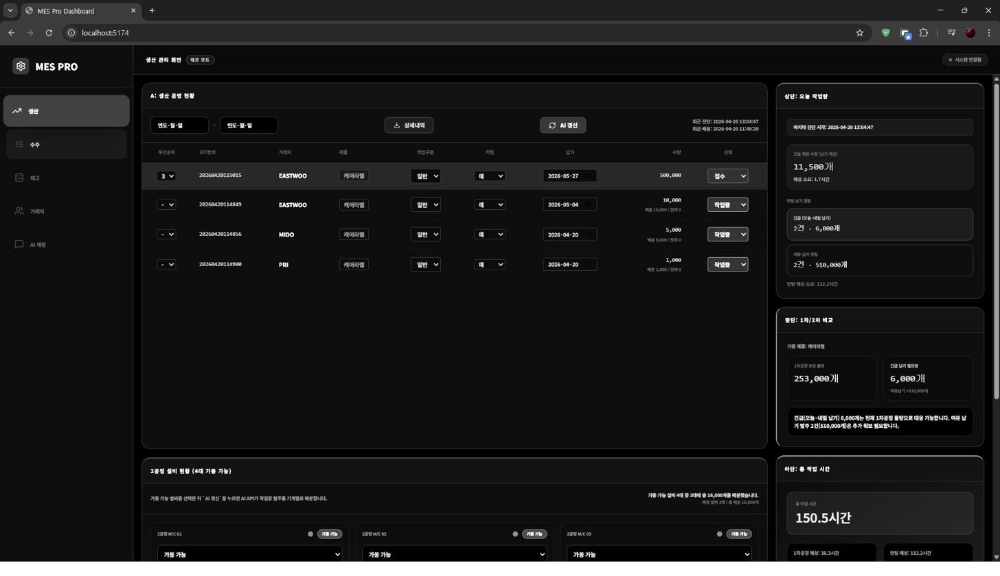 MES Pro Dashboard
localhost:5174
MES PRO
생산
수주
재고
거래처
AI 채팅
생산 관리 화면 데모 모드
시스템 연결됨
A: 생산 운영 현황
연도-월-일 ~ 연도-월-일
상세내역
AI 갱신
최근 진단: 2026-04-20 13:04:47
최근 배분: 2026-04-20 11:49:39
우선순위 오더번호 거래처 제품 작업구분 커팅 납기 수량 상태
3 20260420115015 EASTWOO 케어라벨 일반 예 2026-05-27 500,000 접수
- 20260420114849 EASTWOO 케어라벨 일반 예 2026-05-04 10,000 작업중
배분 10,000 / 잔여 0
- 20260420114856 MIDO 케어라벨 일반 예 2026-04-20 5,000 작업중
배분 5,000 / 잔여 0
- 20260420114900 PRI 케어라벨 일반 예 2026-04-20 1,000 작업중
배분 1,000 / 잔여 0
2공정 설비 현황 (4대 가동 가능)
가동 가능 설비를 선택한 뒤 `AI 갱신`을 누르면 AI API가 작업중 발주를 기계별로 배분합니다.
가동 가능 설비 4대 중 3대에 총 16,000개를 배분했습니다.
배정 설비 3대 / 총 배분 16,000개
2공정 M/C 01 가동 가능
가동 가능
2공정 M/C 02 가동 가능
가동 가능
2공정 M/C 03 가동 가능
가동 가능
상단: 오늘 작업량
마지막 진단 시각: 2026-04-20 13:04:47
오늘 목표 수량 (납기 역산)
11,500개
예상 소요: 1.7시간
컷팅 납기 현황
긴급 (오늘·내일 납기)
2건 · 6,000개
여유 납기 컷팅
2건 · 510,000개
컷팅 예상 소요: 112.2시간
중단: 1차/2차 비교
기준 제품: 케어라벨
1차공정 보유 물량
253,000개
긴급 납기 필요량
6,000개
여유납기 +510,000개
긴급(오늘·내일 납기) 6,000개는 현재 1차공정 물량으로 대응 가능합니다. 여유 납
기 발주 2건(510,000개)은 추가 확보 필요합니다.
하단: 총 작업 시간
총 작업 시간
150.5시간
1차공정 예상: 38.3시간
컷팅 예상: 112.2시간